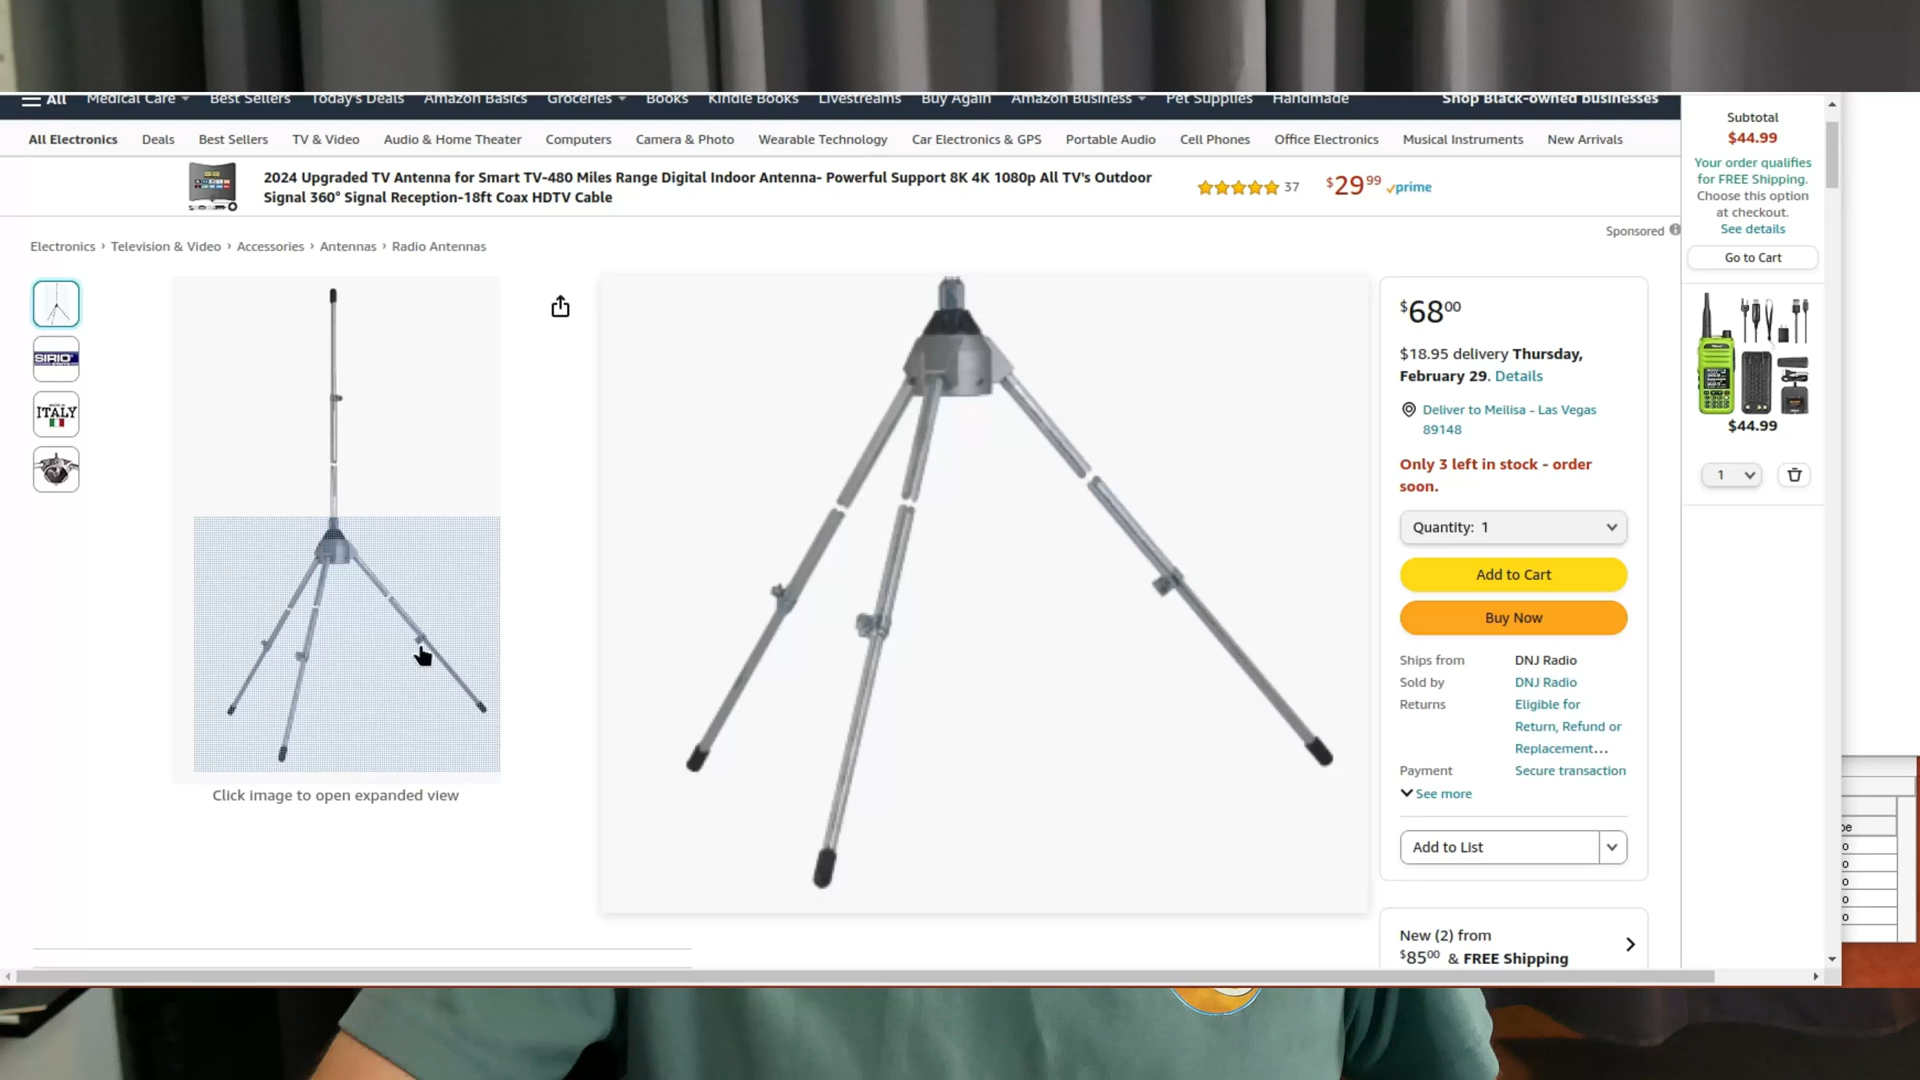 All Medical Care Best Sellers Today's Deals Amazon Basics Groceries Books Kindle Books Livestreams Buy Again Amazon Business Pet Supplies Handmade Shop Black-owned businesses
All Electronics Deals Best Sellers TV & Video Audio & Home Theater Computers Camera & Photo Wearable Technology Car Electronics & GPS Portable Audio Cell Phones Office Electronics Musical Instruments New Arrivals
2024 Upgraded TV Antenna for Smart TV-480 Miles Range Digital Indoor Antenna- Powerful Support 8K 4K 1080p All TV's Outdoor
Signal 360° Signal Reception-18ft Coax HDTV Cable
37 $29 99 prime
Sponsored
Electronics › Television & Video › Accessories › Antennas › Radio Antennas
SIRIO
ITALY
Click image to open expanded view
$68 00
$18.95 delivery Thursday,
February 29. Details
Deliver to Meilisa - Las Vegas
89148
Only 3 left in stock - order
soon.
Quantity: 1
Add to Cart
Buy Now
Ships from DNJ Radio
Sold by DNJ Radio
Returns Eligible for
Return, Refund or
Replacement…
Payment Secure transaction
See more
Add to List
New (2) from
$85 00 & FREE Shipping
Subtotal
$44.99
Your order qualifies
for FREE Shipping.
Choose this option
at checkout.
See details
Go to Cart
$44.99
1